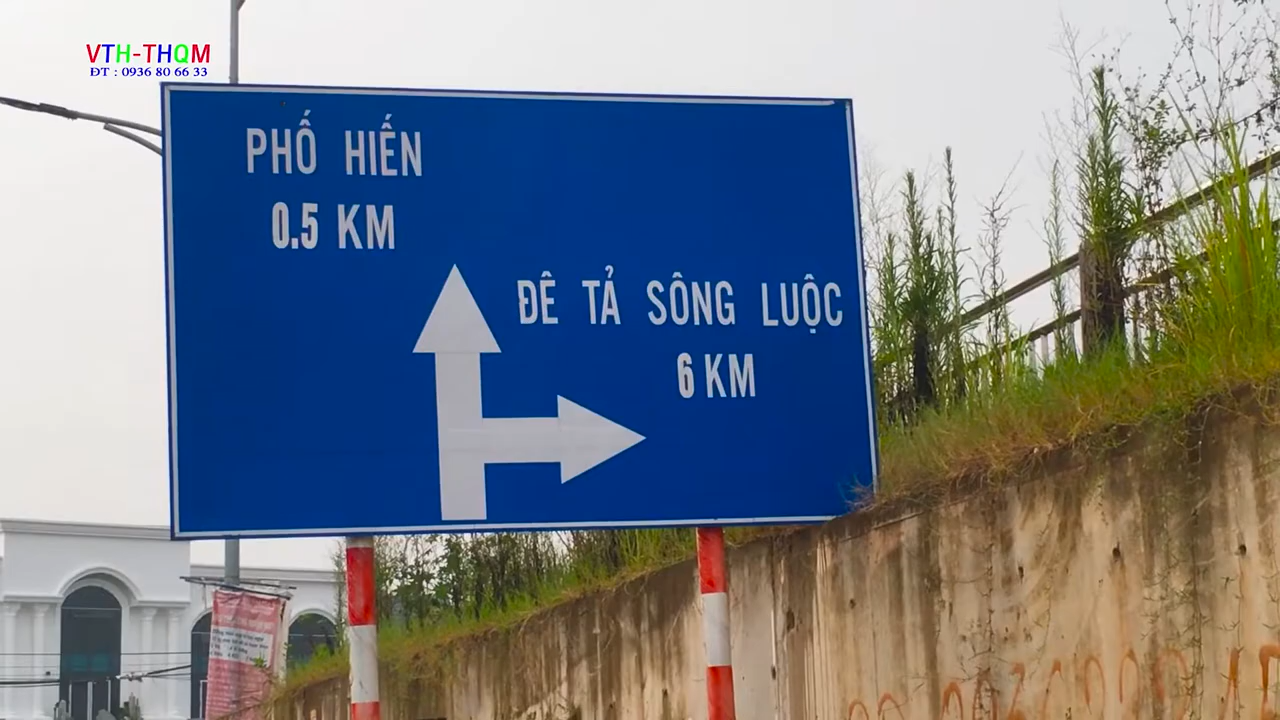 VTH-THQM
ĐT : 0936 80 66 33
PHỐ HIẾN
0.5 KM
ĐÊ TẢ SÔNG LUỘC
6 KM